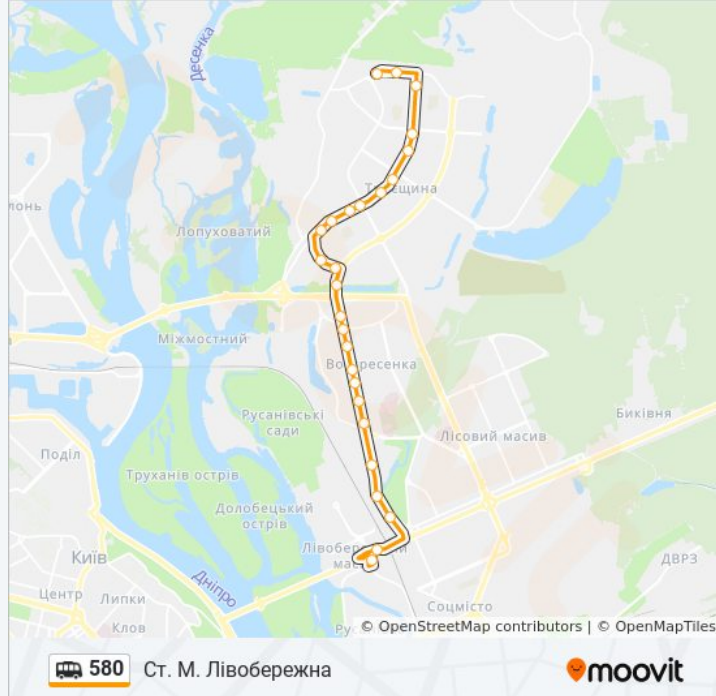 Десенка
лонь
Троєщина
Лопуховатий
Міжмостний
Воскресенка
Русанівські
сади
Биківня
Лісовий масив
Поділ
Труханів острів
Долобецький
острів
Київ
Лівобережний
ДВРЗ
Дніпро
Центр
Липки
Соцмісто
Клов
© OpenStreetMap contributors | © OpenMapTiles
580
Ст. М. Лівобережна
moovit